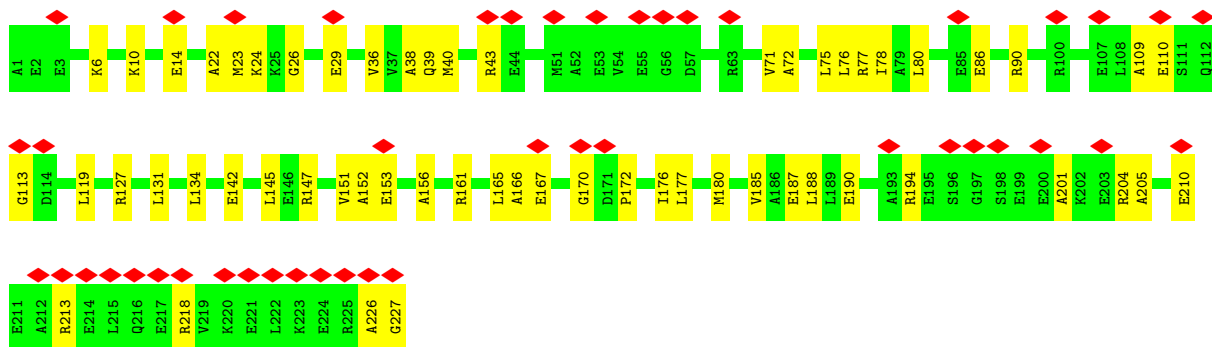 A1 E2 E3 K6 K10 E14 A22 M23 K24 K25 G26 E29 V36 V37 A38 Q39 M40 R43 E44 M51 A52 E53 V54 E55 G56 D57 R63 V71 A72 L75 L76 R77 I78 A79 L80 E85 E86 R90 R100 E107 L108 A109 E110 S111 Q112
G113 D114 L119 R127 L131 L134 E142 L145 E146 R147 V151 A152 E153 A156 R161 L165 A166 E167 G170 D171 P172 I176 L177 M180 V185 A186 E187 L188 L189 E190 A193 R194 E195 S196 G197 S198 E199 E200 A201 K202 E203 R204 A205 E210
E211 A212 R213 E214 L215 Q216 E217 R218 V219 K220 E221 L222 K223 E224 R225 A226 G227